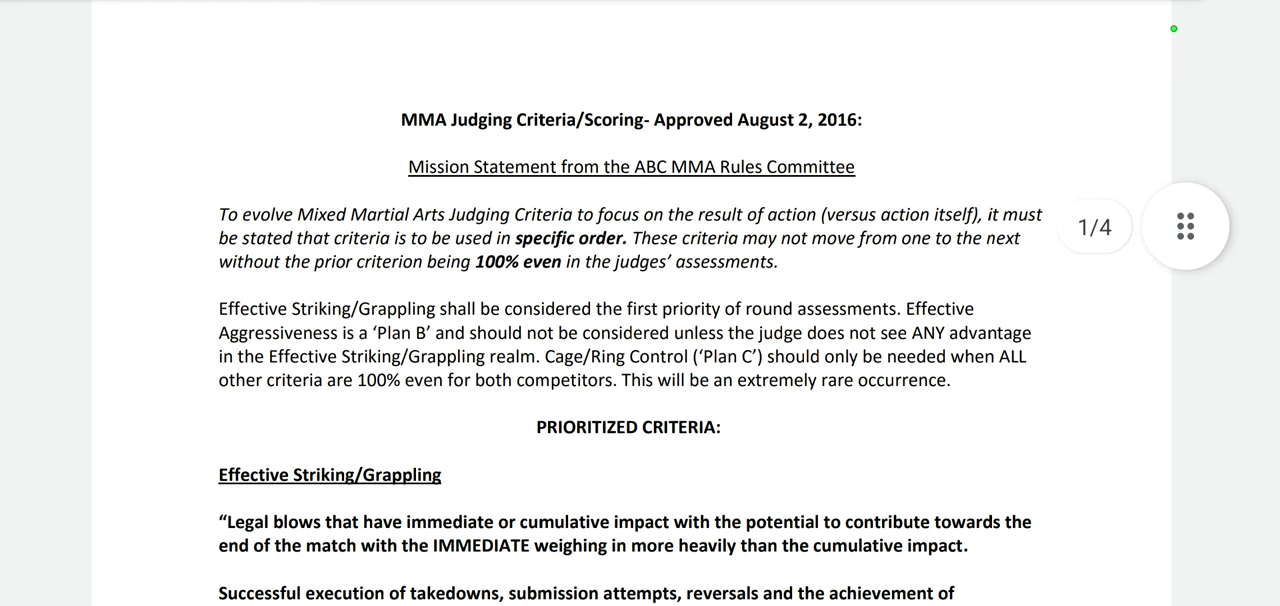 MMA Judging Criteria/Scoring- Approved August 2, 2016:
Mission Statement from the ABC MMA Rules Committee
To evolve Mixed Martial Arts Judging Criteria to focus on the result of action (versus action itself), it must
be stated that criteria is to be used in specific order. These criteria may not move from one to the next
without the prior criterion being 100% even in the judges’ assessments.
1/4
Effective Striking/Grappling shall be considered the first priority of round assessments. Effective
Aggressiveness is a ‘Plan B’ and should not be considered unless the judge does not see ANY advantage
in the Effective Striking/Grappling realm. Cage/Ring Control (‘Plan C’) should only be needed when ALL
other criteria are 100% even for both competitors. This will be an extremely rare occurrence.
PRIORITIZED CRITERIA:
Effective Striking/Grappling
“Legal blows that have immediate or cumulative impact with the potential to contribute towards the
end of the match with the IMMEDIATE weighing in more heavily than the cumulative impact.
Successful execution of takedowns, submission attempts, reversals and the achievement of